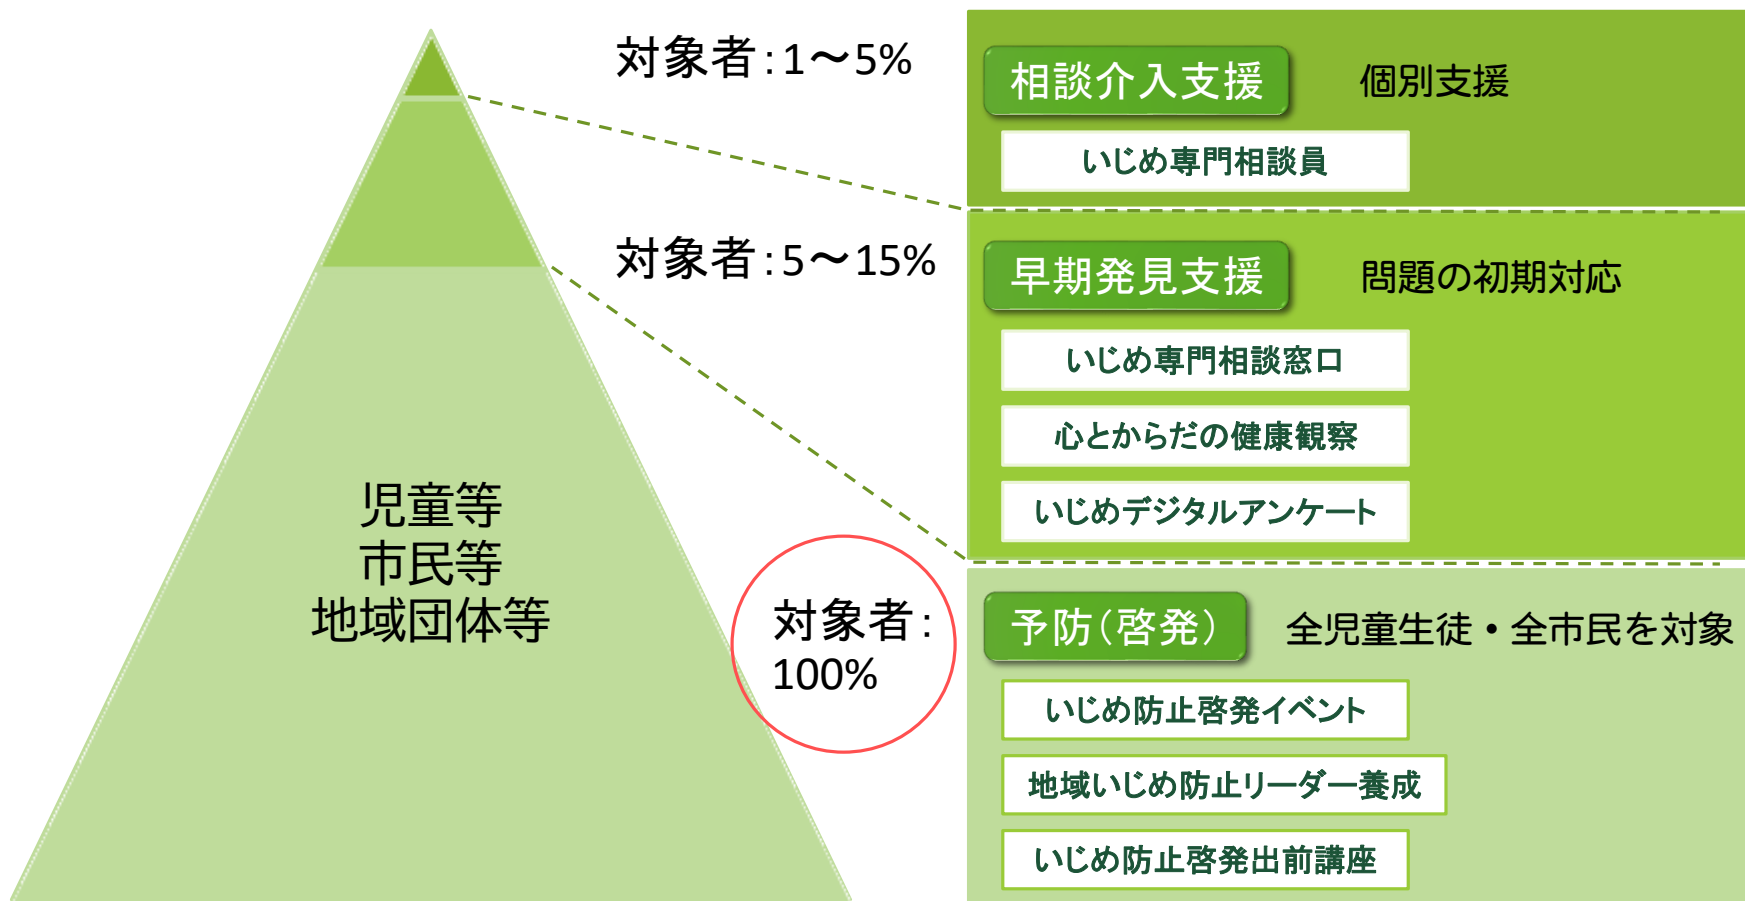 対象者：1～5%
相談介入支援
個別支援
いじめ専門相談員
対象者：5～15%
早期発見支援
問題の初期対応
いじめ専門相談窓口
心とからだの健康観察
いじめデジタルアンケート
児童等
市民等
地域団体等
対象者：
100%
予防（啓発）
全児童生徒・全市民を対象
いじめ防止啓発イベント
地域いじめ防止リーダー養成
いじめ防止啓発出前講座